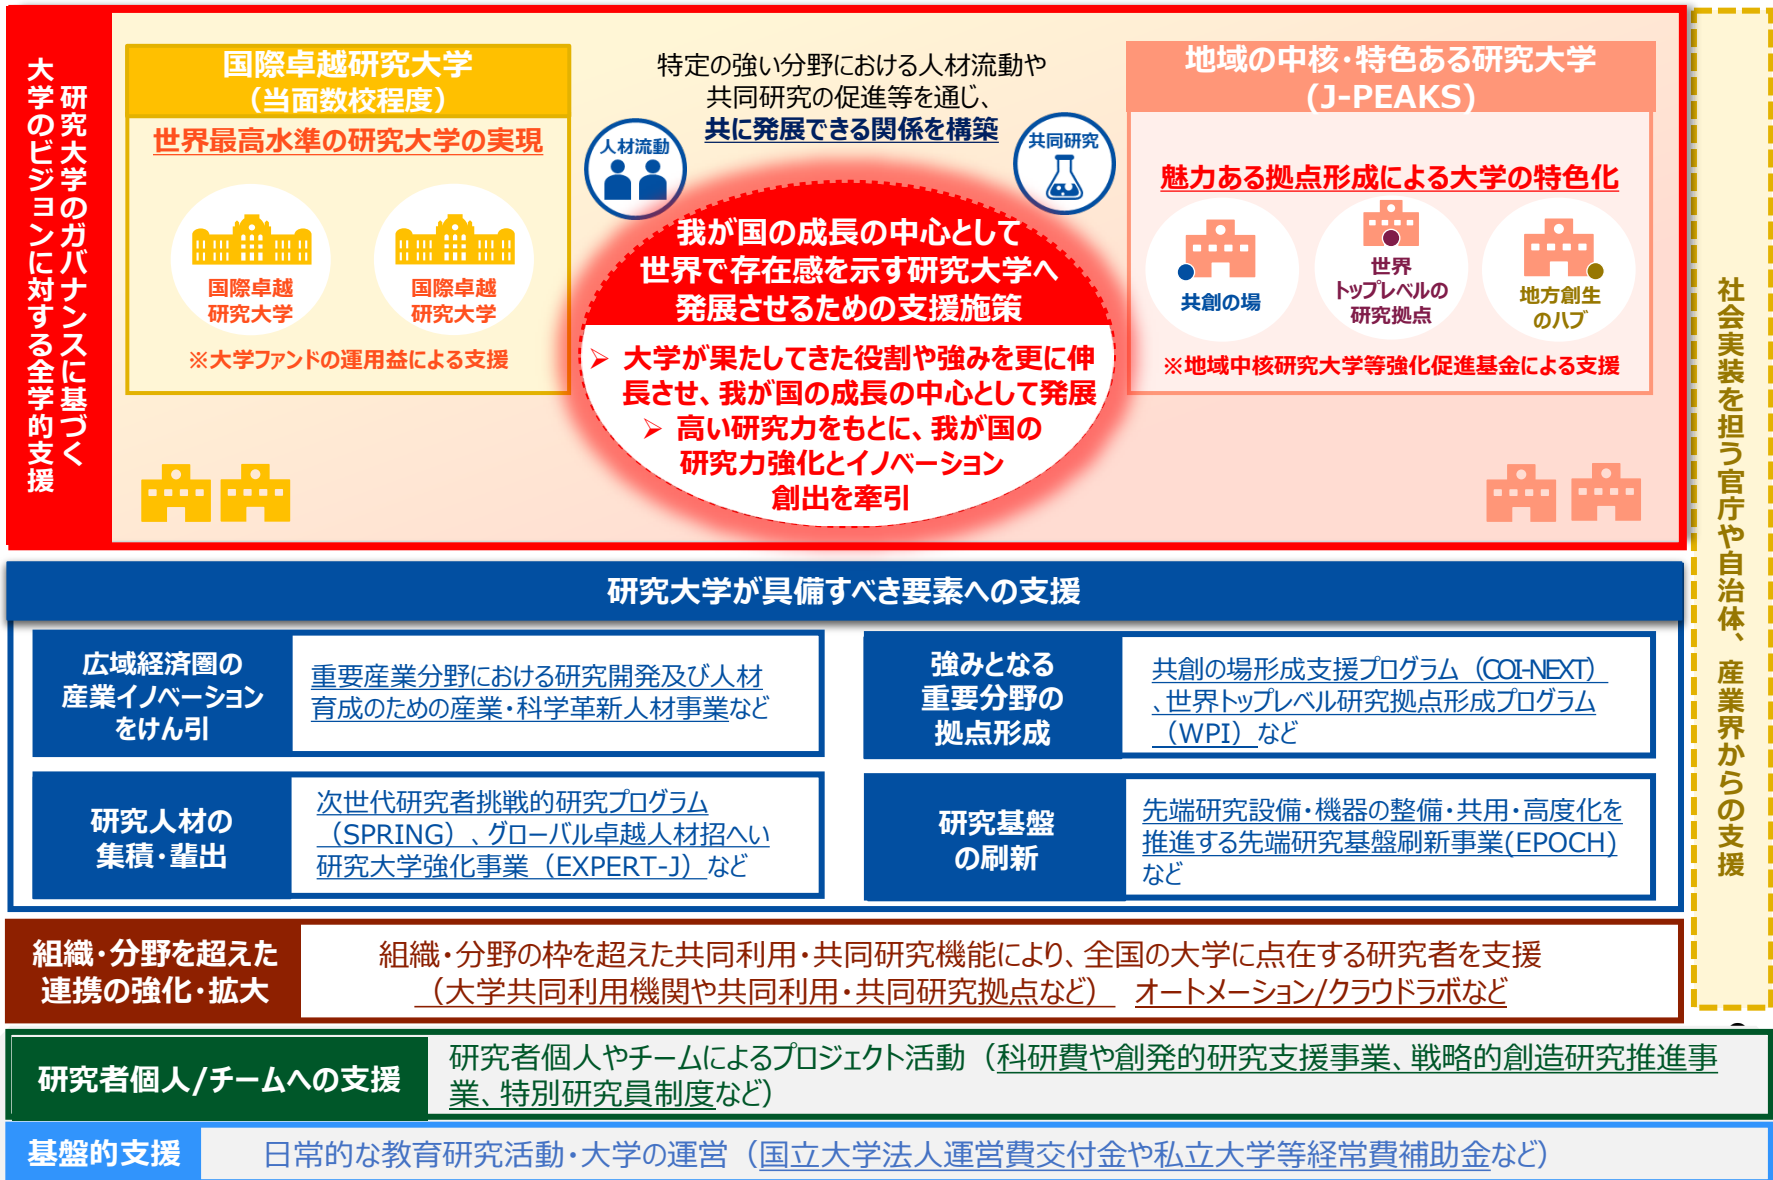 研究大学のガバナンスに基づく
大学のビジョンに対する全学的支援
国際卓越研究大学
（当面数校程度）
世界最高水準の研究大学の実現
国際卓越
研究大学
国際卓越
研究大学
※大学ファンドの運用益による支援
特定の強い分野における人材流動や
共同研究の促進等を通じ、
共に発展できる関係を構築
人材流動
共同研究
我が国の成長の中心として
世界で存在感を示す研究大学へ
発展させるための支援施策
➢ 大学が果たしてきた役割や強みを更に伸
長させ、我が国の成長の中心として発展
➢ 高い研究力をもとに、我が国の
研究力強化とイノベーション
創出を牽引
地域の中核・特色ある研究大学
(J-PEAKS)
魅力ある拠点形成による大学の特色化
共創の場
世界
トップレベルの
研究拠点
地方創生
のハブ
※地域中核研究大学等強化促進基金による支援
社会実装を担う官庁や自治体、産業界からの支援
研究大学が具備すべき要素への支援
広域経済圏の
産業イノベーション
をけん引
重要産業分野における研究開発及び人材
育成のための産業・科学革新人材事業など
強みとなる
重要分野の
拠点形成
共創の場形成支援プログラム（COI-NEXT）
、世界トップレベル研究拠点形成プログラム
（WPI）など
研究人材の
集積・輩出
次世代研究者挑戦的研究プログラム
（SPRING）、グローバル卓越人材招へい
研究大学強化事業（EXPERT-J）など
研究基盤
の刷新
先端研究設備・機器の整備・共用・高度化を
推進する先端研究基盤刷新事業(EPOCH)
など
組織・分野を超えた
連携の強化・拡大
組織・分野の枠を超えた共同利用・共同研究機能により、全国の大学に点在する研究者を支援
（大学共同利用機関や共同利用・共同研究拠点など） オートメーション/クラウドラボなど
研究者個人/チームへの支援
研究者個人やチームによるプロジェクト活動（科研費や創発的研究支援事業、戦略的創造研究推進事
業、特別研究員制度など）
基盤的支援
日常的な教育研究活動・大学の運営（国立大学法人運営費交付金や私立大学等経常費補助金など）